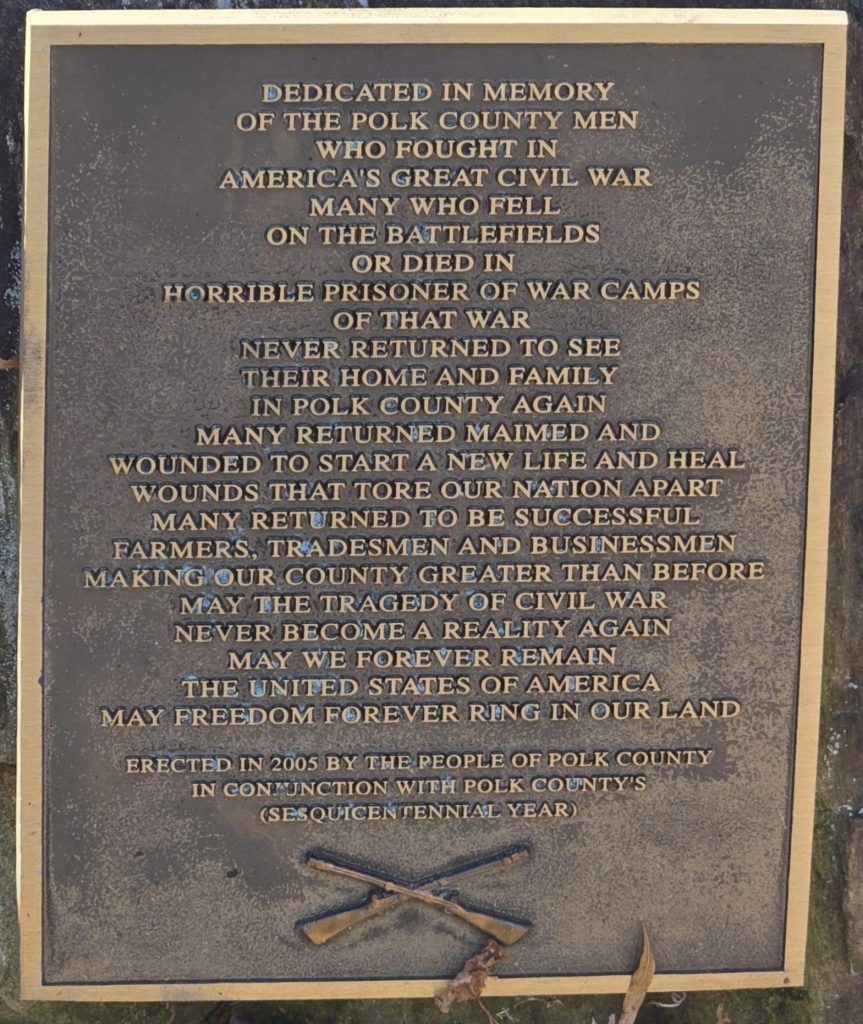 DEDICATED IN MEMORY
OF THE POLK COUNTY MEN
WHO FOUGHT IN
AMERICA'S GREAT CIVIL WAR
MANY WHO FELL
ON THE BATTLEFIELDS
OR DIED IN
HORRIBLE PRISONER OF WAR CAMPS
OF THAT WAR
NEVER RETURNED TO SEE
THEIR HOME AND FAMILY
IN POLK COUNTY AGAIN
MANY RETURNED MAIMED AND
WOUNDED TO START A NEW LIFE AND HEAL
WOUNDS THAT TORE OUR NATION APART
MANY RETURNED TO BE SUCCESSFUL
FARMERS, TRADESMEN AND BUSINESSMEN
MAKING OUR COUNTY GREATER THAN BEFORE
MAY THE TRAGEDY OF CIVIL WAR
NEVER BECOME A REALITY AGAIN
MAY WE FOREVER REMAIN
THE UNITED STATES OF AMERICA
MAY FREEDOM FOREVER RING IN OUR LAND
ERECTED IN 2005 BY THE PEOPLE OF POLK COUNTY
IN CONJUNCTION WITH POLK COUNTY'S
(SESQUICENTENNIAL YEAR)